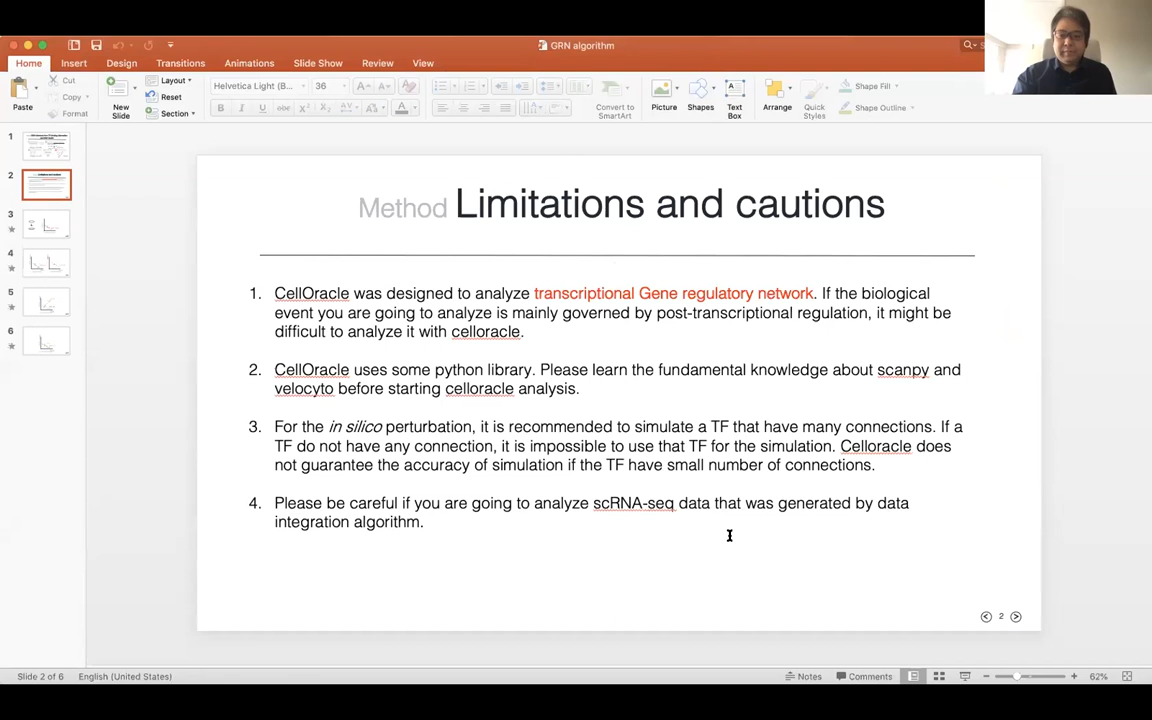 GRN algorithm
Home Insert Design Transitions Animations Slide Show Review View
Paste
Cut
Copy
Format
New
Slide
Layout
Reset
Section
Helvetica Light (B... 36
Convert to
SmartArt
Picture
Shapes
Text
Box
Arrange
Quick
Styles
Shape Fill
Shape Outline
1
2
3
4
5
6
Method Limitations and cautions
1. CellOracle was designed to analyze transcriptional Gene regulatory network. If the biological
event you are going to analyze is mainly governed by post-transcriptional regulation, it might be
difficult to analyze it with celloracle.
2. CellOracle uses some python library. Please learn the fundamental knowledge about scanpy and
velocyto before starting celloracle analysis.
3. For the in silico perturbation, it is recommended to simulate a TF that have many connections. If a
TF do not have any connection, it is impossible to use that TF for the simulation. Celloracle does
not guarantee the accuracy of simulation if the TF have small number of connections.
4. Please be careful if you are going to analyze scRNA-seq data that was generated by data
integration algorithm.
2
Slide 2 of 6 English (United States) Notes Comments 62%